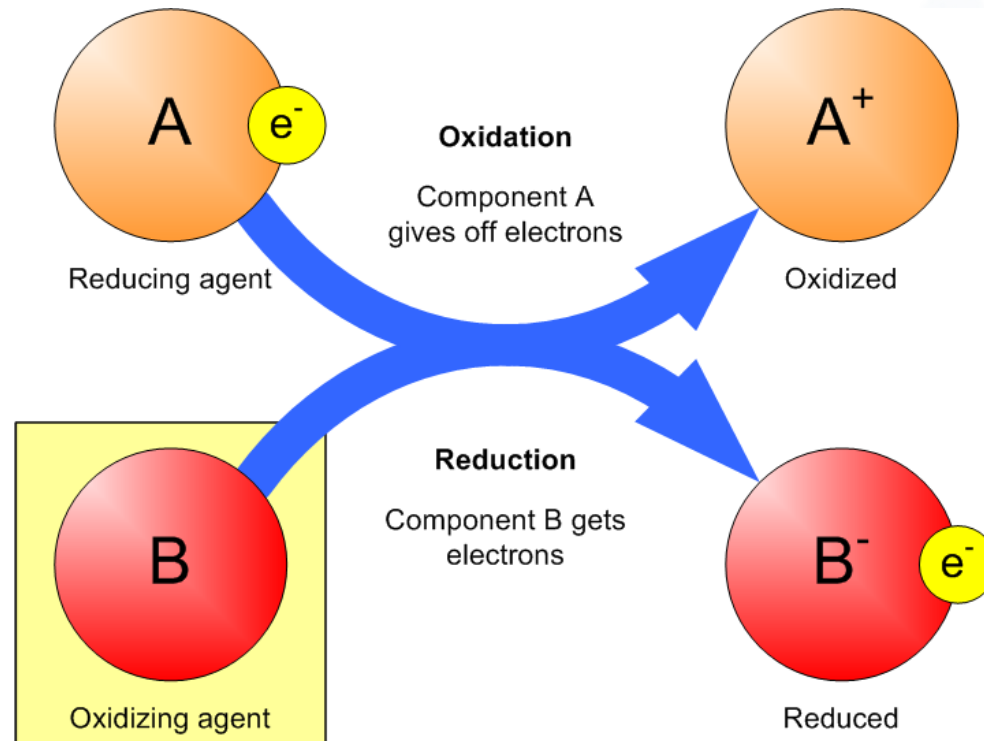 A
e⁻
Oxidation
A⁺
Component A
gives off electrons
Reducing agent
Oxidized
Reduction
B
Component B gets
electrons
B⁻
e⁻
Oxidizing agent
Reduced